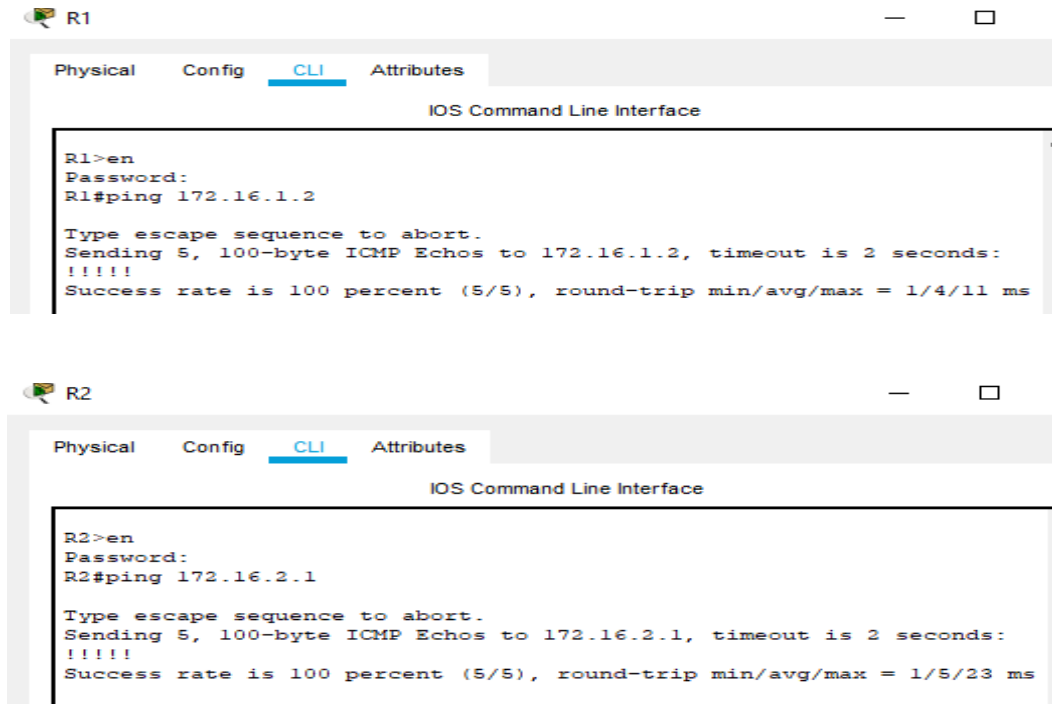 R1
Physical Config CLI Attributes
IOS Command Line Interface
R1>en
Password:
R1#ping 172.16.1.2
Type escape sequence to abort.
Sending 5, 100-byte ICMP Echos to 172.16.1.2, timeout is 2 seconds:
!!!!!
Success rate is 100 percent (5/5), round-trip min/avg/max = 1/4/11 ms
R2
Physical Config CLI Attributes
IOS Command Line Interface
R2>en
Password:
R2#ping 172.16.2.1
Type escape sequence to abort.
Sending 5, 100-byte ICMP Echos to 172.16.2.1, timeout is 2 seconds:
!!!!!
Success rate is 100 percent (5/5), round-trip min/avg/max = 1/5/23 ms